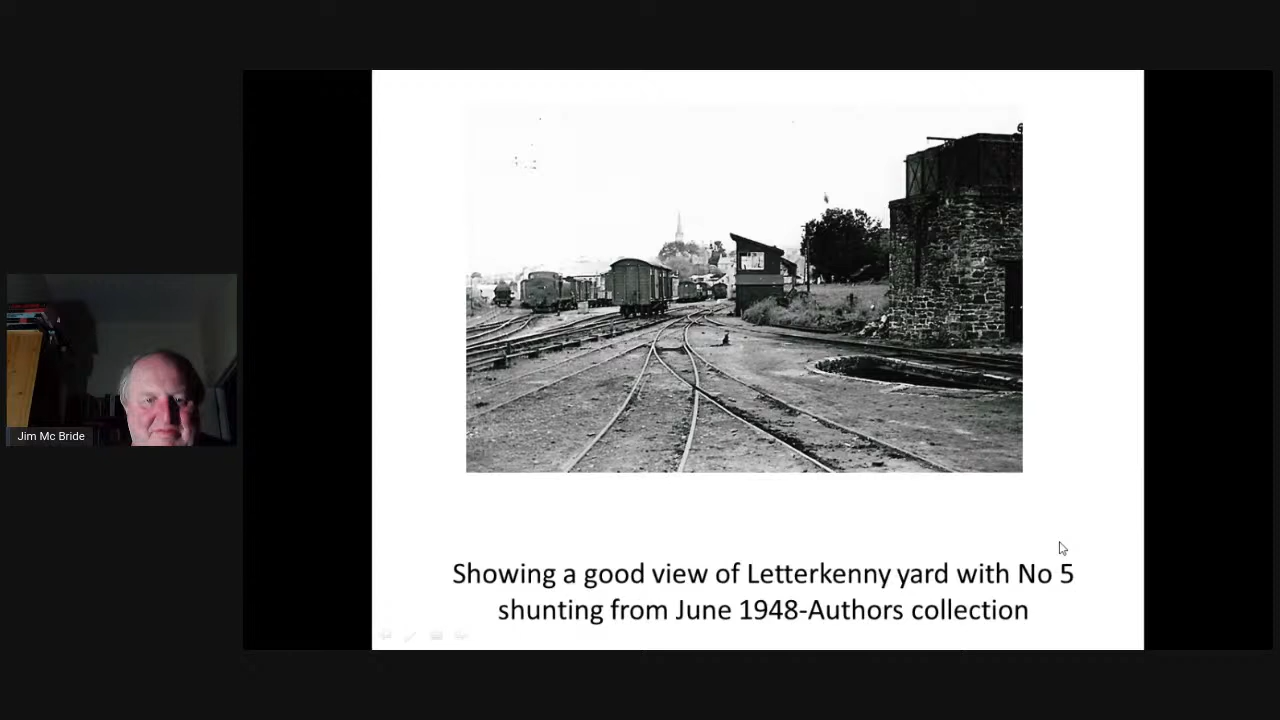 Jim Mc Bride
Showing a good view of Letterkenny yard with No 5
shunting from June 1948-Authors collection